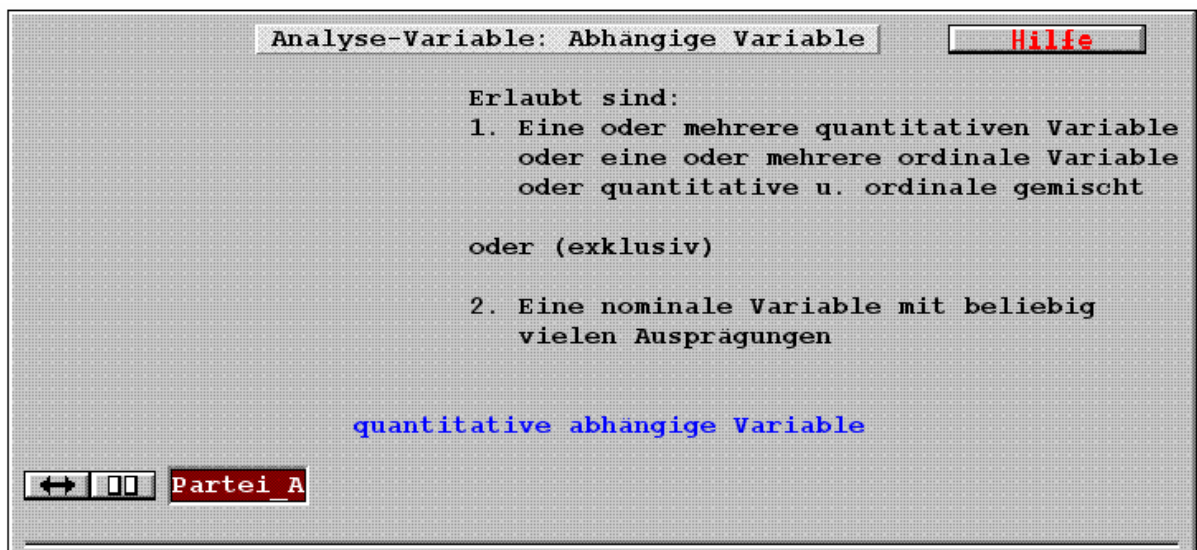 Analyse-Variable: Abhängige Variable
Hilfe
Erlaubt sind:
1. Eine oder mehrere quantitativen Variable
oder eine oder mehrere ordinale Variable
oder quantitative u. ordinale gemischt
oder (exklusiv)
2. Eine nominale Variable mit beliebig
vielen Ausprägungen
quantitative abhängige Variable
Partei_A